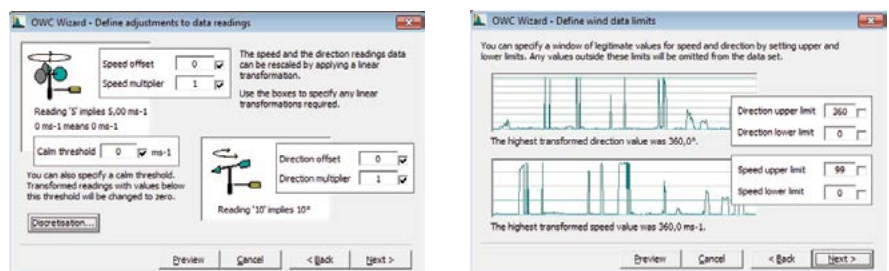 OWC Wizard - Define adjustments to data readings
Speed offset 0
Speed multiplier 1
The speed and the direction readings data
can be rescaled by applying a linear
transformation.
Use the boxes to specify any linear
transformations required.
Reading '5' implies 5,00 ms-1
0 ms-1 means 0 ms-1
Calm threshold 0 ms-1
You can also specify a calm threshold.
Transformed readings with values below
this threshold will be changed to zero.
Discretisation...
Direction offset 0
Direction multiplier 1
Reading '10' implies 10°
Preview Cancel < Back Next >
OWC Wizard - Define wind data limits
You can specify a window of legitimate values for speed and direction by setting upper and
lower limits. Any values outside these limits will be omitted from the data set.
Direction upper limit 360
Direction lower limit 0
The highest transformed direction value was 360,0°.
Speed upper limit 99
Speed lower limit 0
The highest transformed speed value was 360,0 ms-1.
Preview Cancel < Back Next >